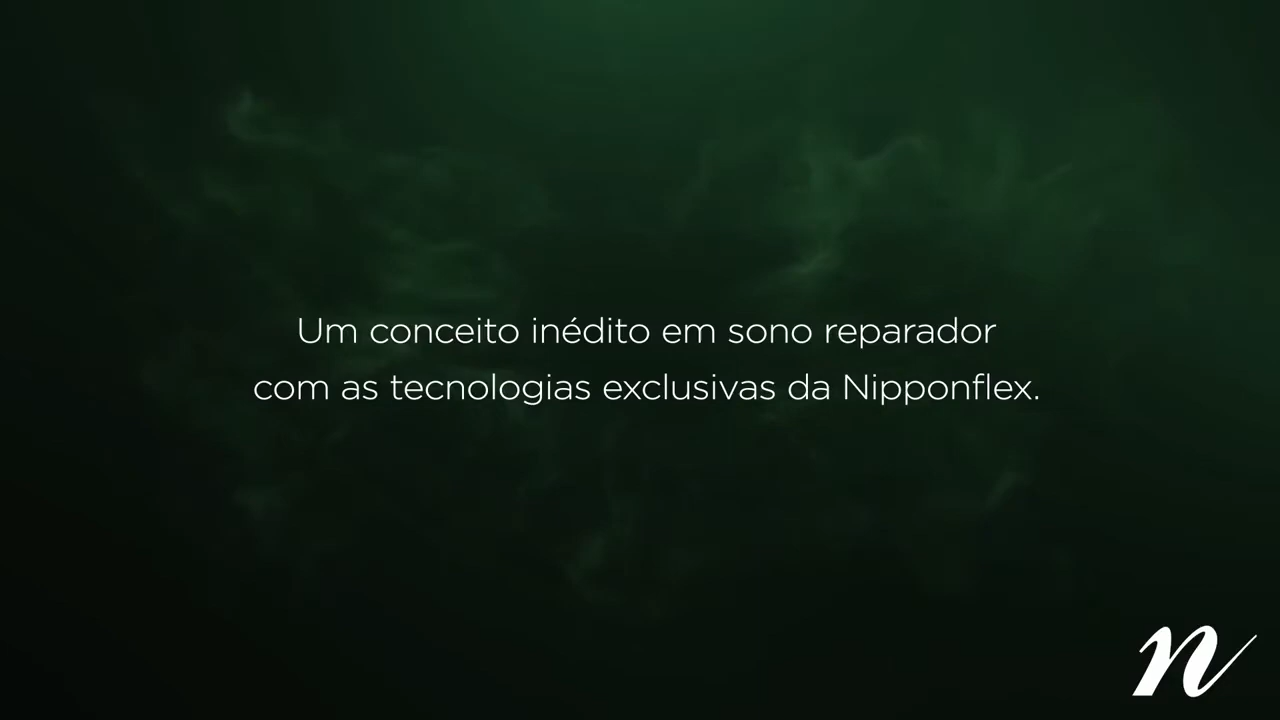 Um conceito inédito em sono reparador
com as tecnologias exclusivas da Nipponflex.
n